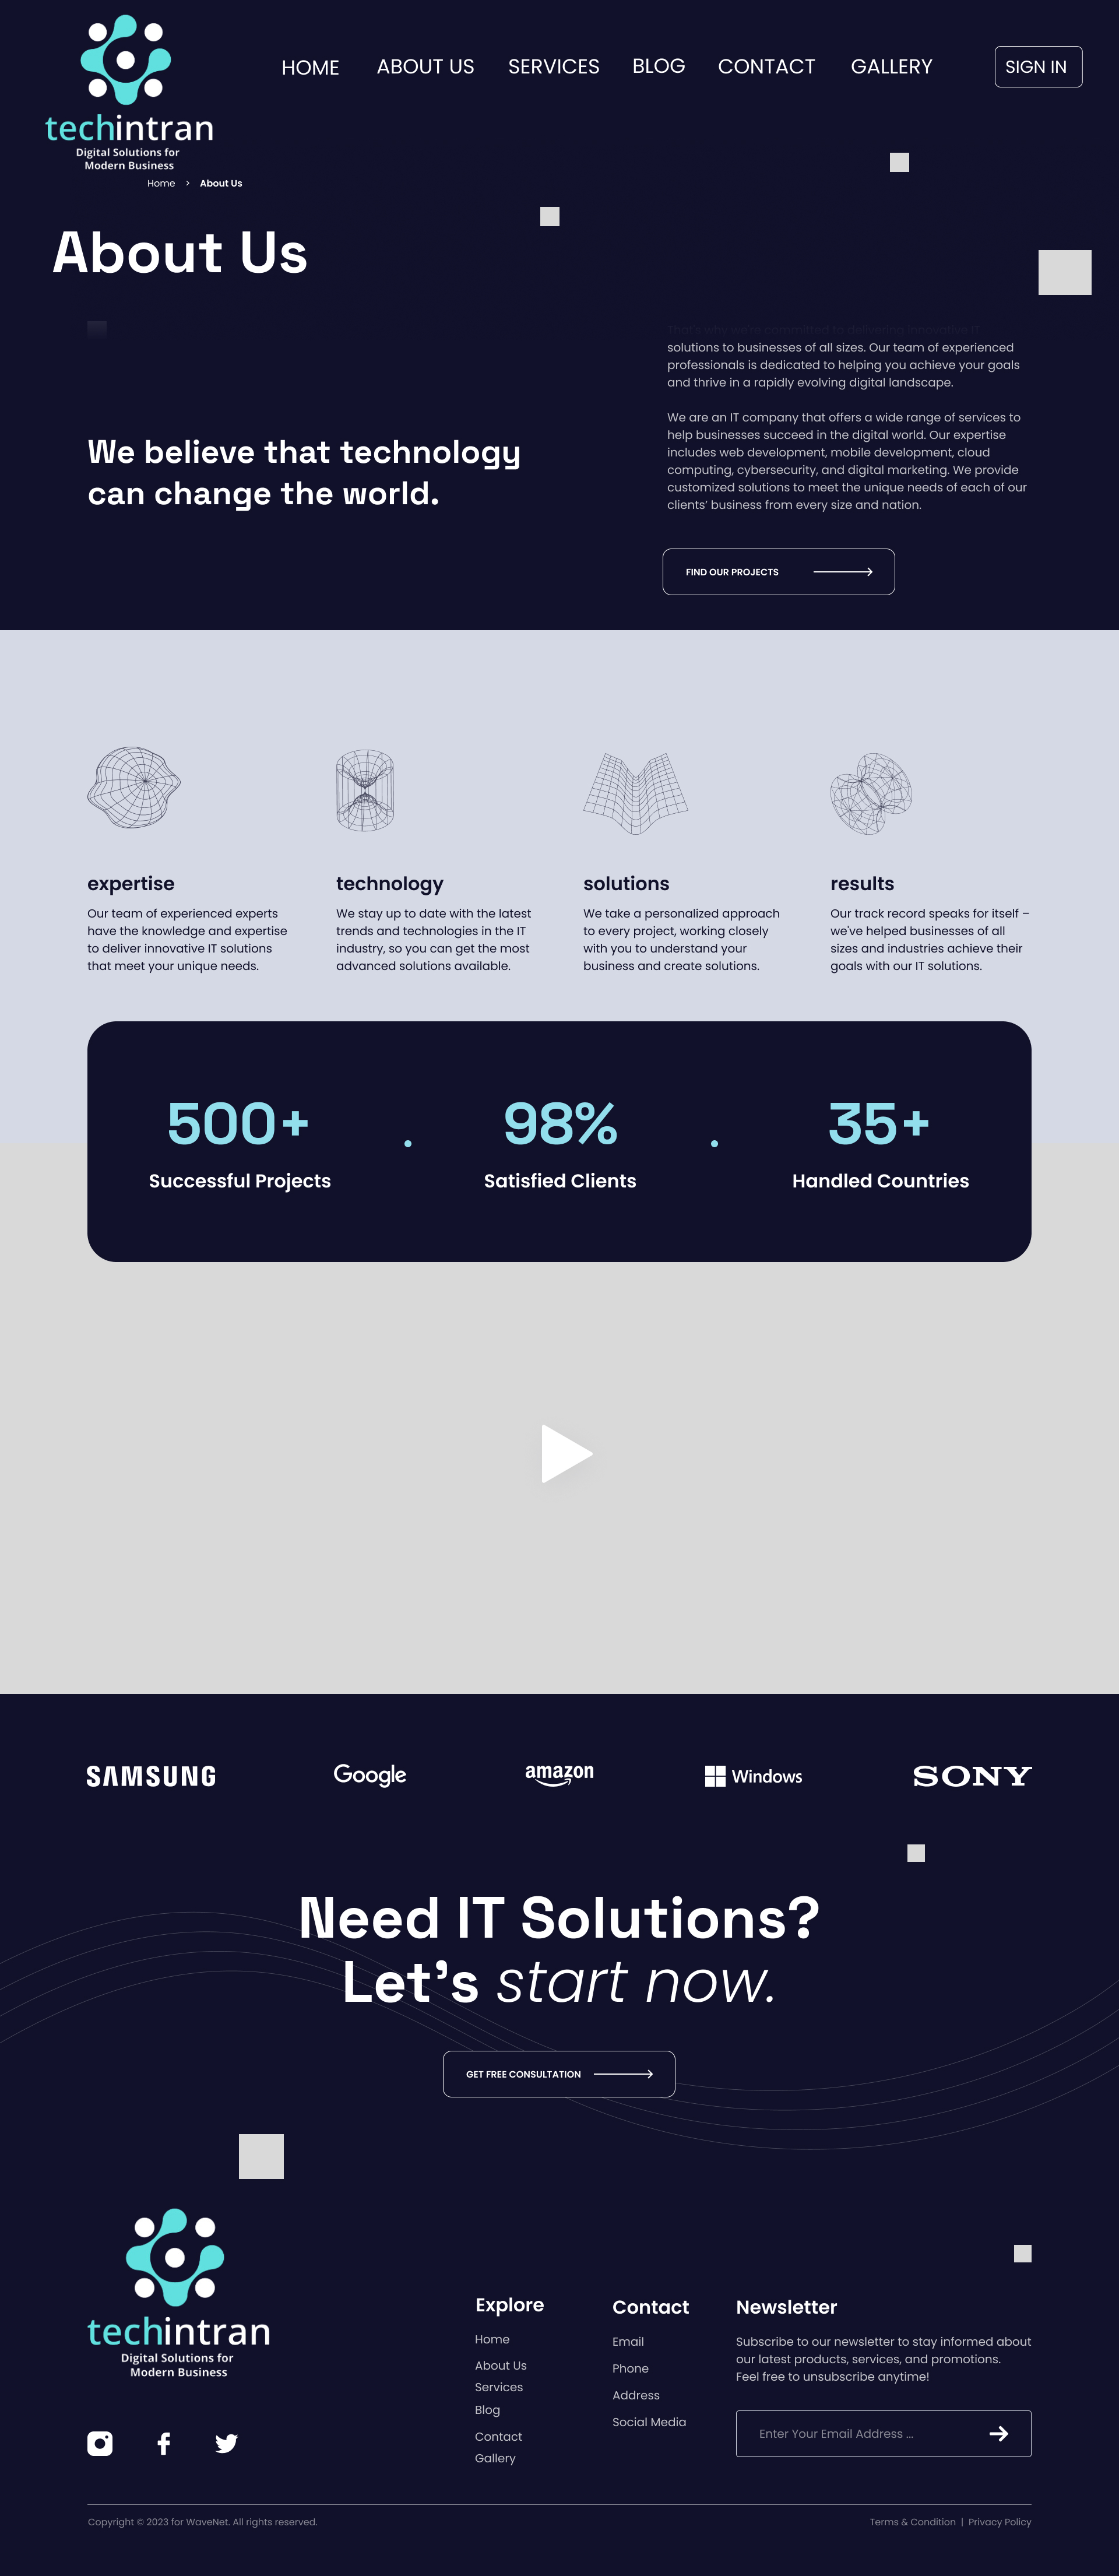 techintran
Digital Solutions for
Modern Business
HOME
ABOUT US
SERVICES
BLOG
CONTACT
GALLERY
SIGN IN
Home > About Us
About Us
We believe that technology
can change the world.
That's why we're committed to delivering innovative IT
solutions to businesses of all sizes. Our team of experienced
professionals is dedicated to helping you achieve your goals
and thrive in a rapidly evolving digital landscape.
We are an IT company that offers a wide range of services to
help businesses succeed in the digital world. Our expertise
includes web development, mobile development, cloud
computing, cybersecurity, and digital marketing. We provide
customized solutions to meet the unique needs of each of our
clients’ business from every size and nation.
FIND OUR PROJECTS
expertise
Our team of experienced experts
have the knowledge and expertise
to deliver innovative IT solutions
that meet your unique needs.
technology
We stay up to date with the latest
trends and technologies in the IT
industry, so you can get the most
advanced solutions available.
solutions
We take a personalized approach
to every project, working closely
with you to understand your
business and create solutions.
results
Our track record speaks for itself –
we've helped businesses of all
sizes and industries achieve their
goals with our IT solutions.
500+
Successful Projects
98%
Satisfied Clients
35+
Handled Countries
SAMSUNG
Google
amazon
Windows
SONY
Need IT Solutions?
Let’s start now.
GET FREE CONSULTATION
techintran
Digital Solutions for
Modern Business
Explore
Home
About Us
Services
Blog
Contact
Gallery
Contact
Email
Phone
Address
Social Media
Newsletter
Subscribe to our newsletter to stay informed about
our latest products, services, and promotions.
Feel free to unsubscribe anytime!
Enter Your Email Address ...
Copyright © 2023 for WaveNet. All rights reserved.
Terms & Condition | Privacy Policy